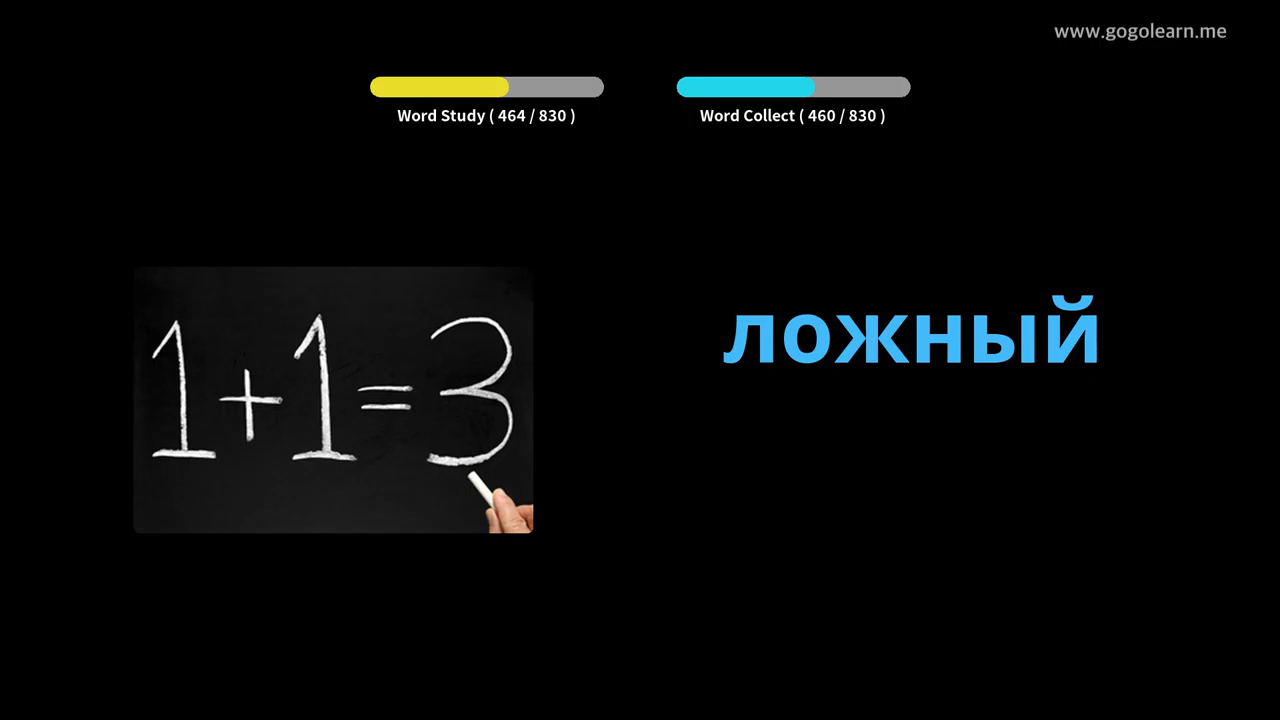 www.gogolearn.me
Word Study ( 464 / 830 )
Word Collect ( 460 / 830 )
1+1=3
ложный